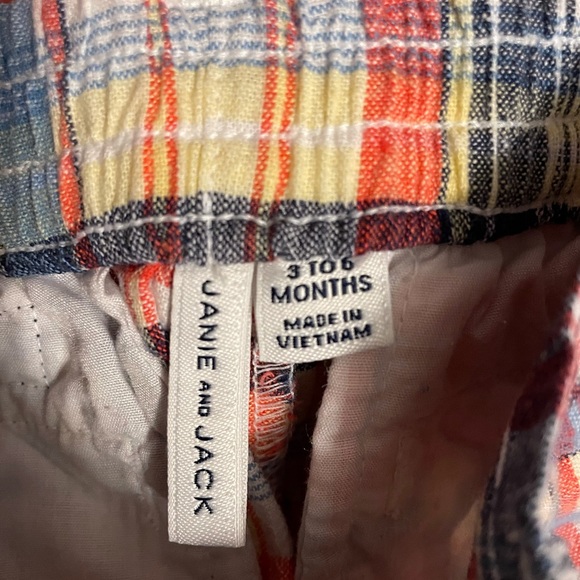 JANIE AND JACK
3 TO 6
MONTHS
MADE IN
VIETNAM